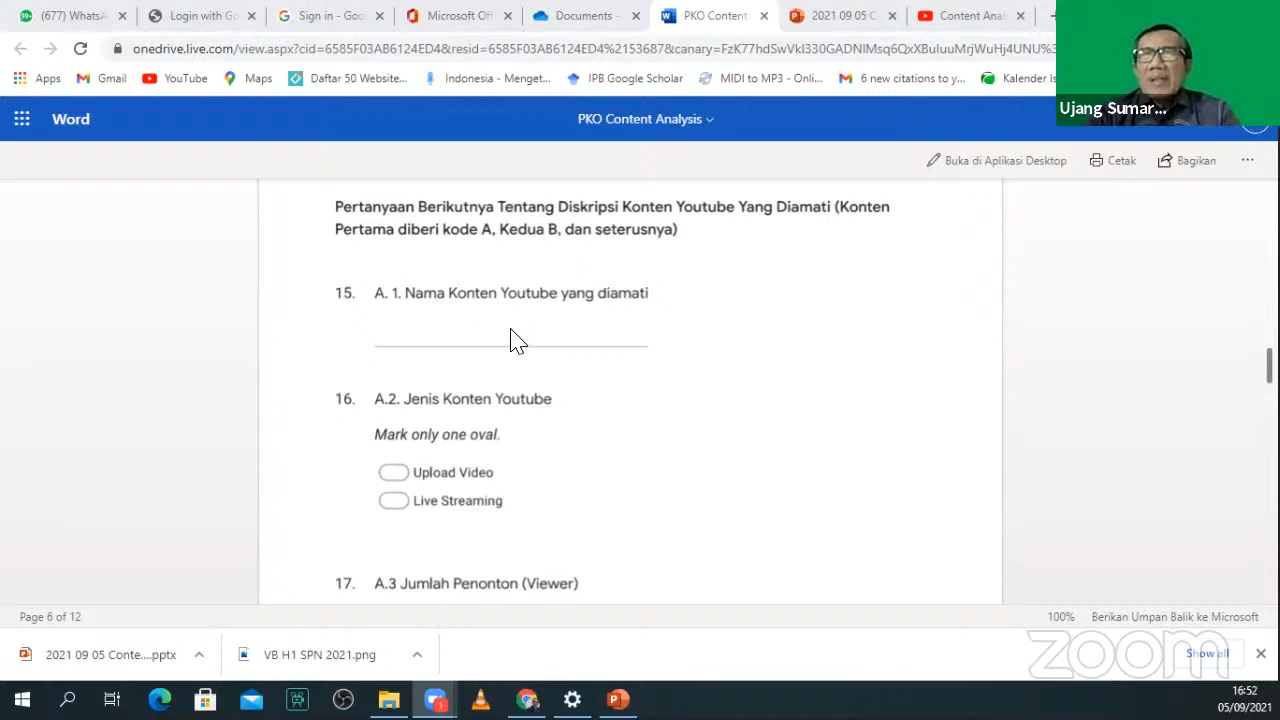 (677) WhatsA
Login with Go
Sign in - Goo
Microsoft Off
Documents -
PKO Content
2021 09 05 C
Content Anal
onedrive.live.com/view.aspx?cid=6585F03AB6124ED4&resid=6585F03AB6124ED4%2153687&canary=
Apps
Gmail
YouTube
Maps
Daftar 50 Website...
Indonesia - Menget...
IPB Google Scholar
MIDI to MP3 - Onli...
6 new citations to y...
Kalender Is
Ujang Sumar...
Word
PKO Content Analysis
Buka di Aplikasi Desktop
Cetak
Bagikan
Pertanyaan Berikutnya Tentang Diskripsi Konten Youtube Yang Diamati (Konten
Pertama diberi kode A, Kedua B, dan seterusnya)
15. A. 1. Nama Konten Youtube yang diamati
16. A.2. Jenis Konten Youtube
Mark only one oval.
Upload Video
Live Streaming
17. A.3 Jumlah Penonton (Viewer)
Page 6 of 12
100%
Berikan Umpan Balik ke Microsoft
2021 09 05 Conte....pptx
VB H1 SPN 2021.png
zoom
Show all
16:52
05/09/2021